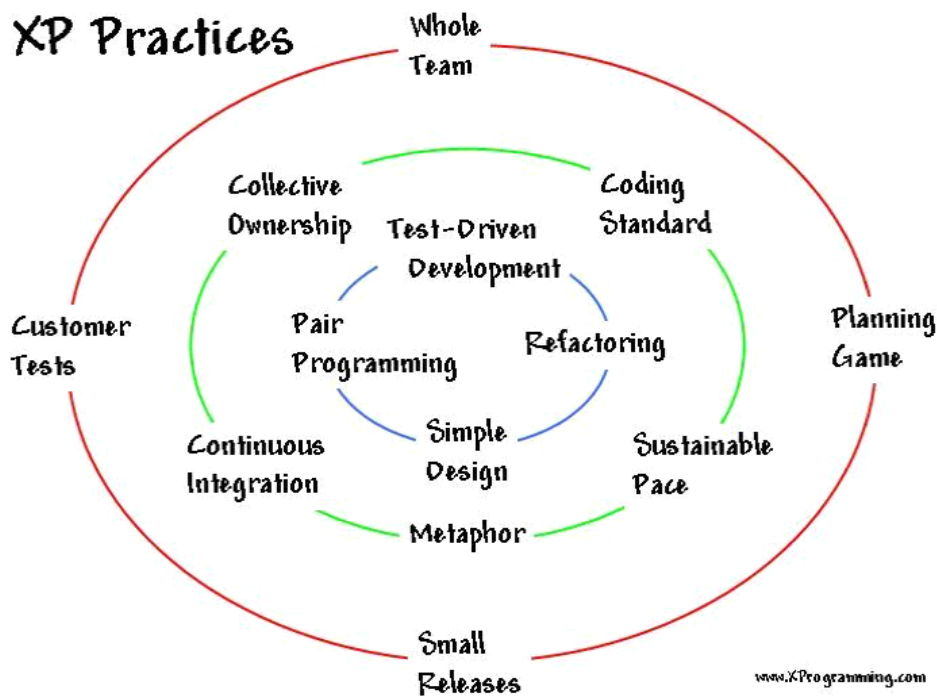 XP Practices
Whole
Team
Collective
Ownership
Coding
Standard
Test-Driven
Development
Customer
Tests
Pair
Programming
Refactoring
Planning
Game
Continuous
Integration
Simple
Design
Sustainable
Pace
Metaphor
Small
Releases
www.XProgramming.com